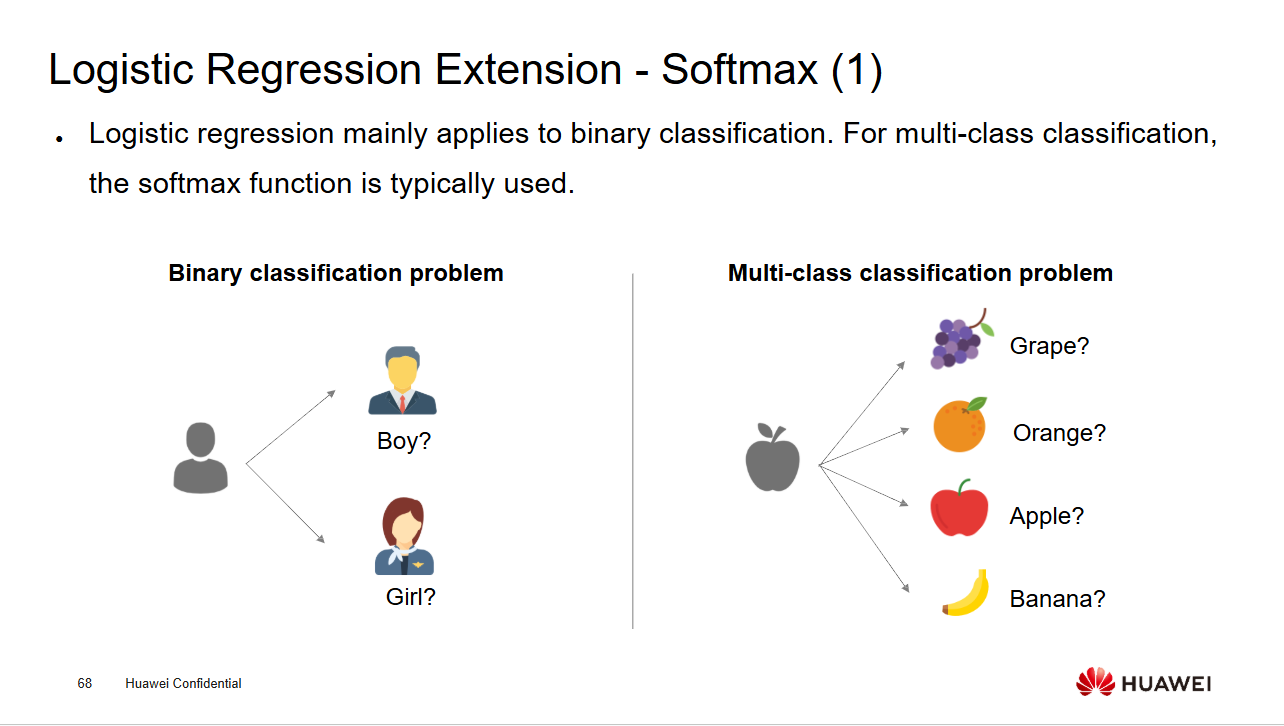 Logistic Regression Extension - Softmax (1)
• Logistic regression mainly applies to binary classification. For multi-class classification,
the softmax function is typically used.
Binary classification problem
Boy?
Girl?
Multi-class classification problem
Grape?
Orange?
Apple?
Banana?
68 Huawei Confidential
HUAWEI